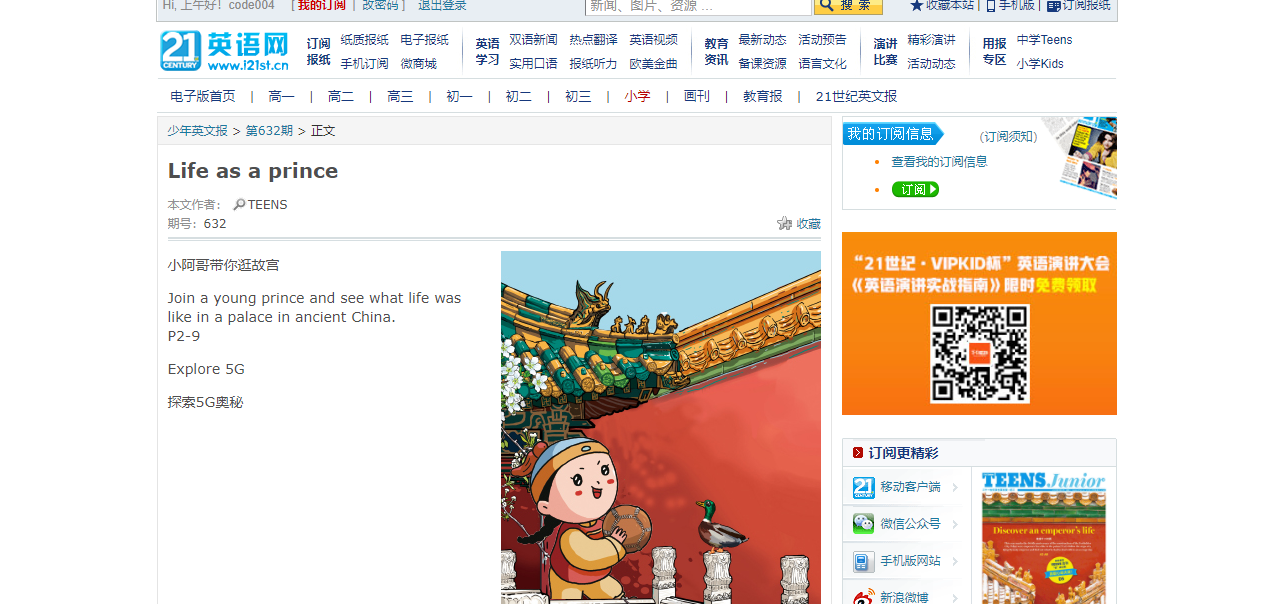 Hi, 上午好！code004 [ 我的订阅 | 改密码 ] 退出登录
新闻、图片、资源 ... 搜 索 收藏本站 | 手机版 | 订阅报纸
21 CENTURY 英语网 www.i21st.cn
订阅报纸 纸质报纸 电子报纸 手机订阅 微商城
英语学习 双语新闻 热点翻译 英语视频 实用口语 报纸听力 欧美金曲
教育资讯 最新动态 活动预告 备课资源 语言文化
演讲比赛 精彩演讲 活动动态
用报专区 中学Teens 小学Kids
电子版首页 | 高一 | 高二 | 高三 | 初一 | 初二 | 初三 | 小学 | 画刊 | 教育报 | 21世纪英文报
少年英文报 > 第632期 > 正文
Life as a prince
本文作者： TEENS
期号：632
收藏
小阿哥带你逛故宫
Join a young prince and see what life was
like in a palace in ancient China.
P2-9
Explore 5G
探索5G奥秘
我的订阅信息 (订阅须知)
查看我的订阅信息
订阅
“21世纪·VIPKID杯”英语演讲大会
《英语演讲实战指南》限时免费领取
订阅更精彩
21 移动客户端
微信公众号
手机版网站
新浪微博
TEENS Junior
Discover an emperor's life